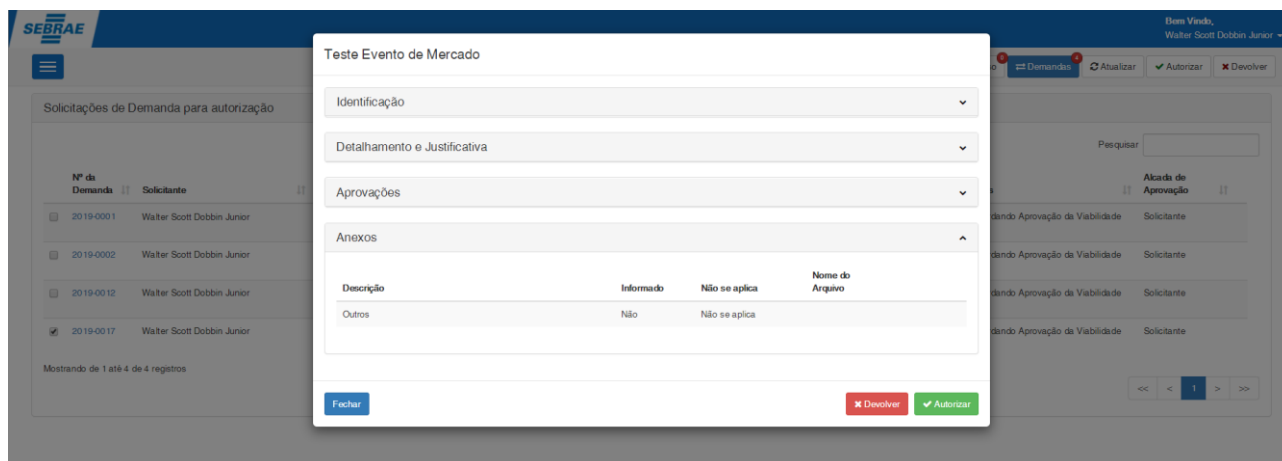 SEBRAE
Bem Vindo,
Walter Scott Dobbin Junior
Demandas 4 Atualizar Autorizar Devolver
Solicitações de Demanda para autorização
Pesquisar
Nº da Demanda Solicitante Alcada de Aprovação
2019-0001 Walter Scott Dobbin Junior dando Aprovação da Viabilidade Solicitante
2019-0002 Walter Scott Dobbin Junior dando Aprovação da Viabilidade Solicitante
2019-0012 Walter Scott Dobbin Junior dando Aprovação da Viabilidade Solicitante
2019-0017 Walter Scott Dobbin Junior dando Aprovação da Viabilidade Solicitante
Mostrando de 1 até 4 de 4 registros
<< < 1 > >>
Teste Evento de Mercado
Identificação
Detalhamento e Justificativa
Aprovações
Anexos
Descrição Informado Não se aplica Nome do Arquivo
Outros Não Não se aplica
Fechar Devolver Autorizar